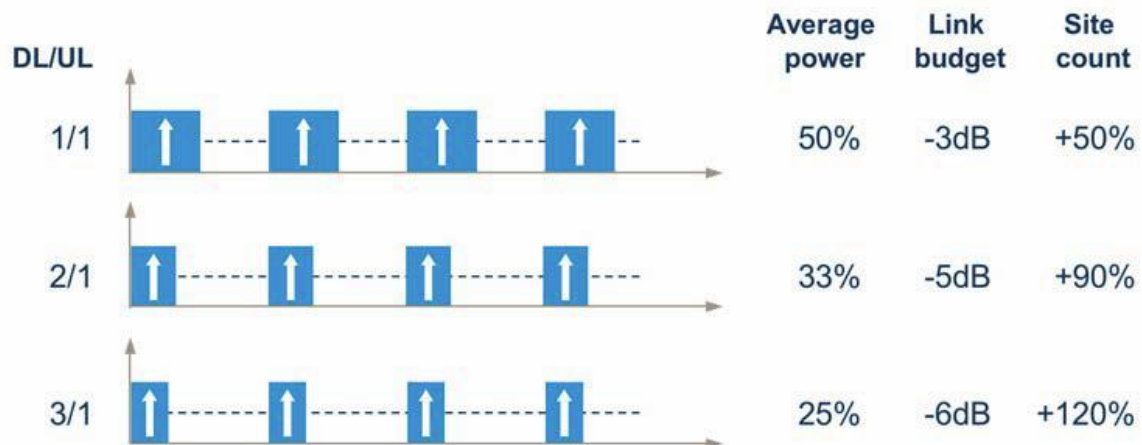 Average power Link budget Site count
DL/UL
1/1 50% -3dB +50%
2/1 33% -5dB +90%
3/1 25% -6dB +120%